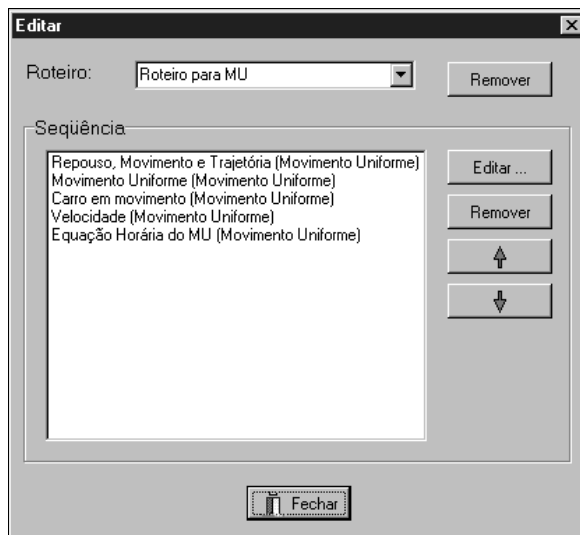 Editar
Roteiro: Roteiro para MU Remover
Seqüência
Repouso, Movimento e Trajetória (Movimento Uniforme)
Movimento Uniforme (Movimento Uniforme)
Carro em movimento (Movimento Uniforme)
Velocidade (Movimento Uniforme)
Equação Horária do MU (Movimento Uniforme)
Editar ...
Remover
Fechar